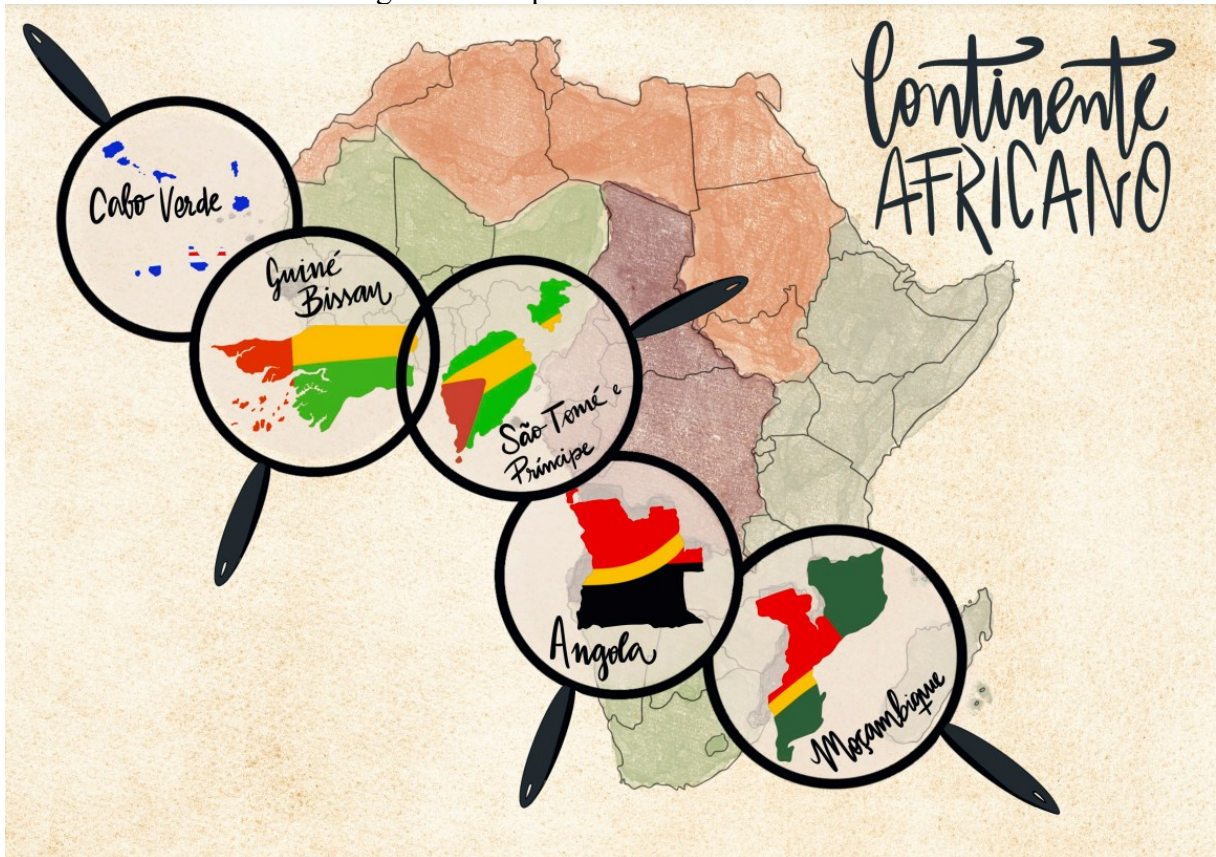 Continente
AFRICANO
Cabo Verde
Guiné
Bissau
São Tomé e
Príncipe
Angola
Moçambique